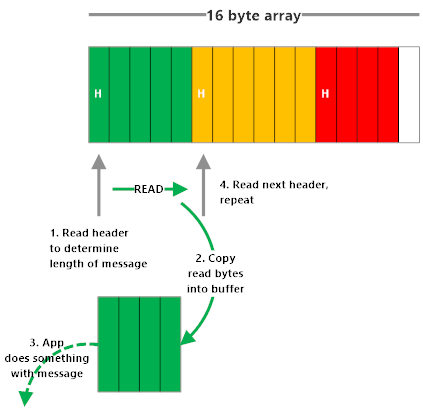 16 byte array
H
H
H
READ
4. Read next header,
repeat
1. Read header
to determine
length of message
2. Copy
read bytes
into buffer
3. App
does something
with message